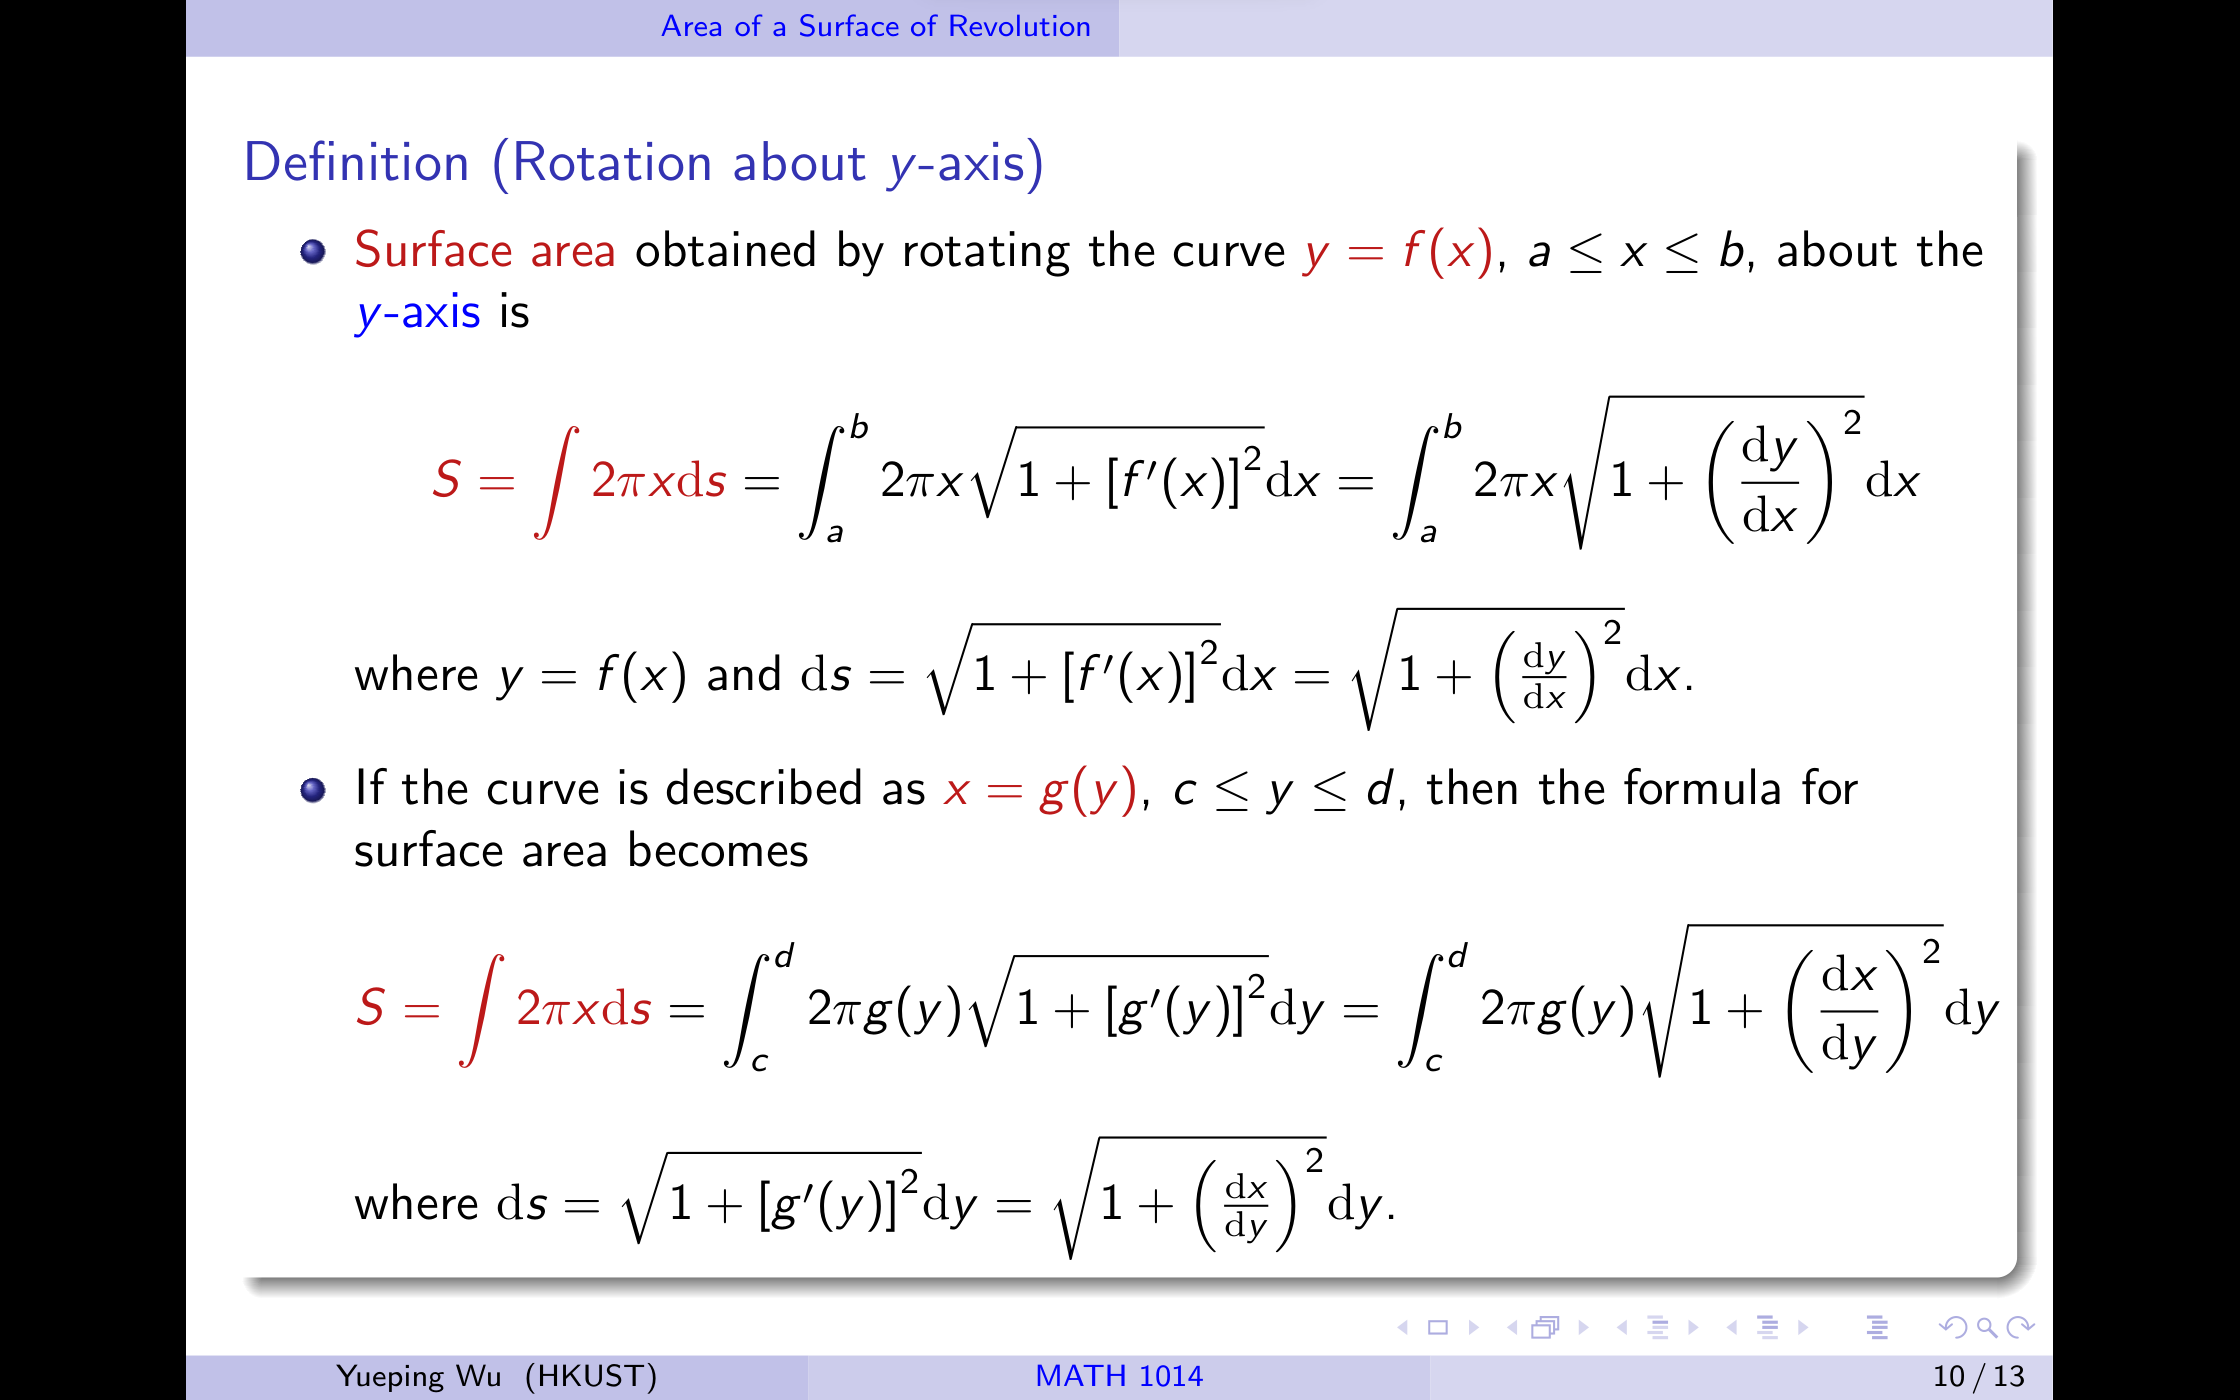 Area of a Surface of Revolution
Definition (Rotation about y-axis)
Surface area obtained by rotating the curve y = f(x), a ≤ x ≤ b, about the
y-axis is
S = ∫ 2πxds = ∫_a^b 2πx√(1 + [f′(x)]²)dx = ∫_a^b 2πx√(1 + (dy/dx)²)dx
where y = f(x) and ds = √(1 + [f′(x)]²)dx = √(1 + (dy/dx)²)dx.
If the curve is described as x = g(y), c ≤ y ≤ d, then the formula for
surface area becomes
S = ∫ 2πxds = ∫_c^d 2πg(y)√(1 + [g′(y)]²)dy = ∫_c^d 2πg(y)√(1 + (dx/dy)²)dy
where ds = √(1 + [g′(y)]²)dy = √(1 + (dx/dy)²)dy.
Yueping Wu (HKUST) MATH 1014 10 / 13